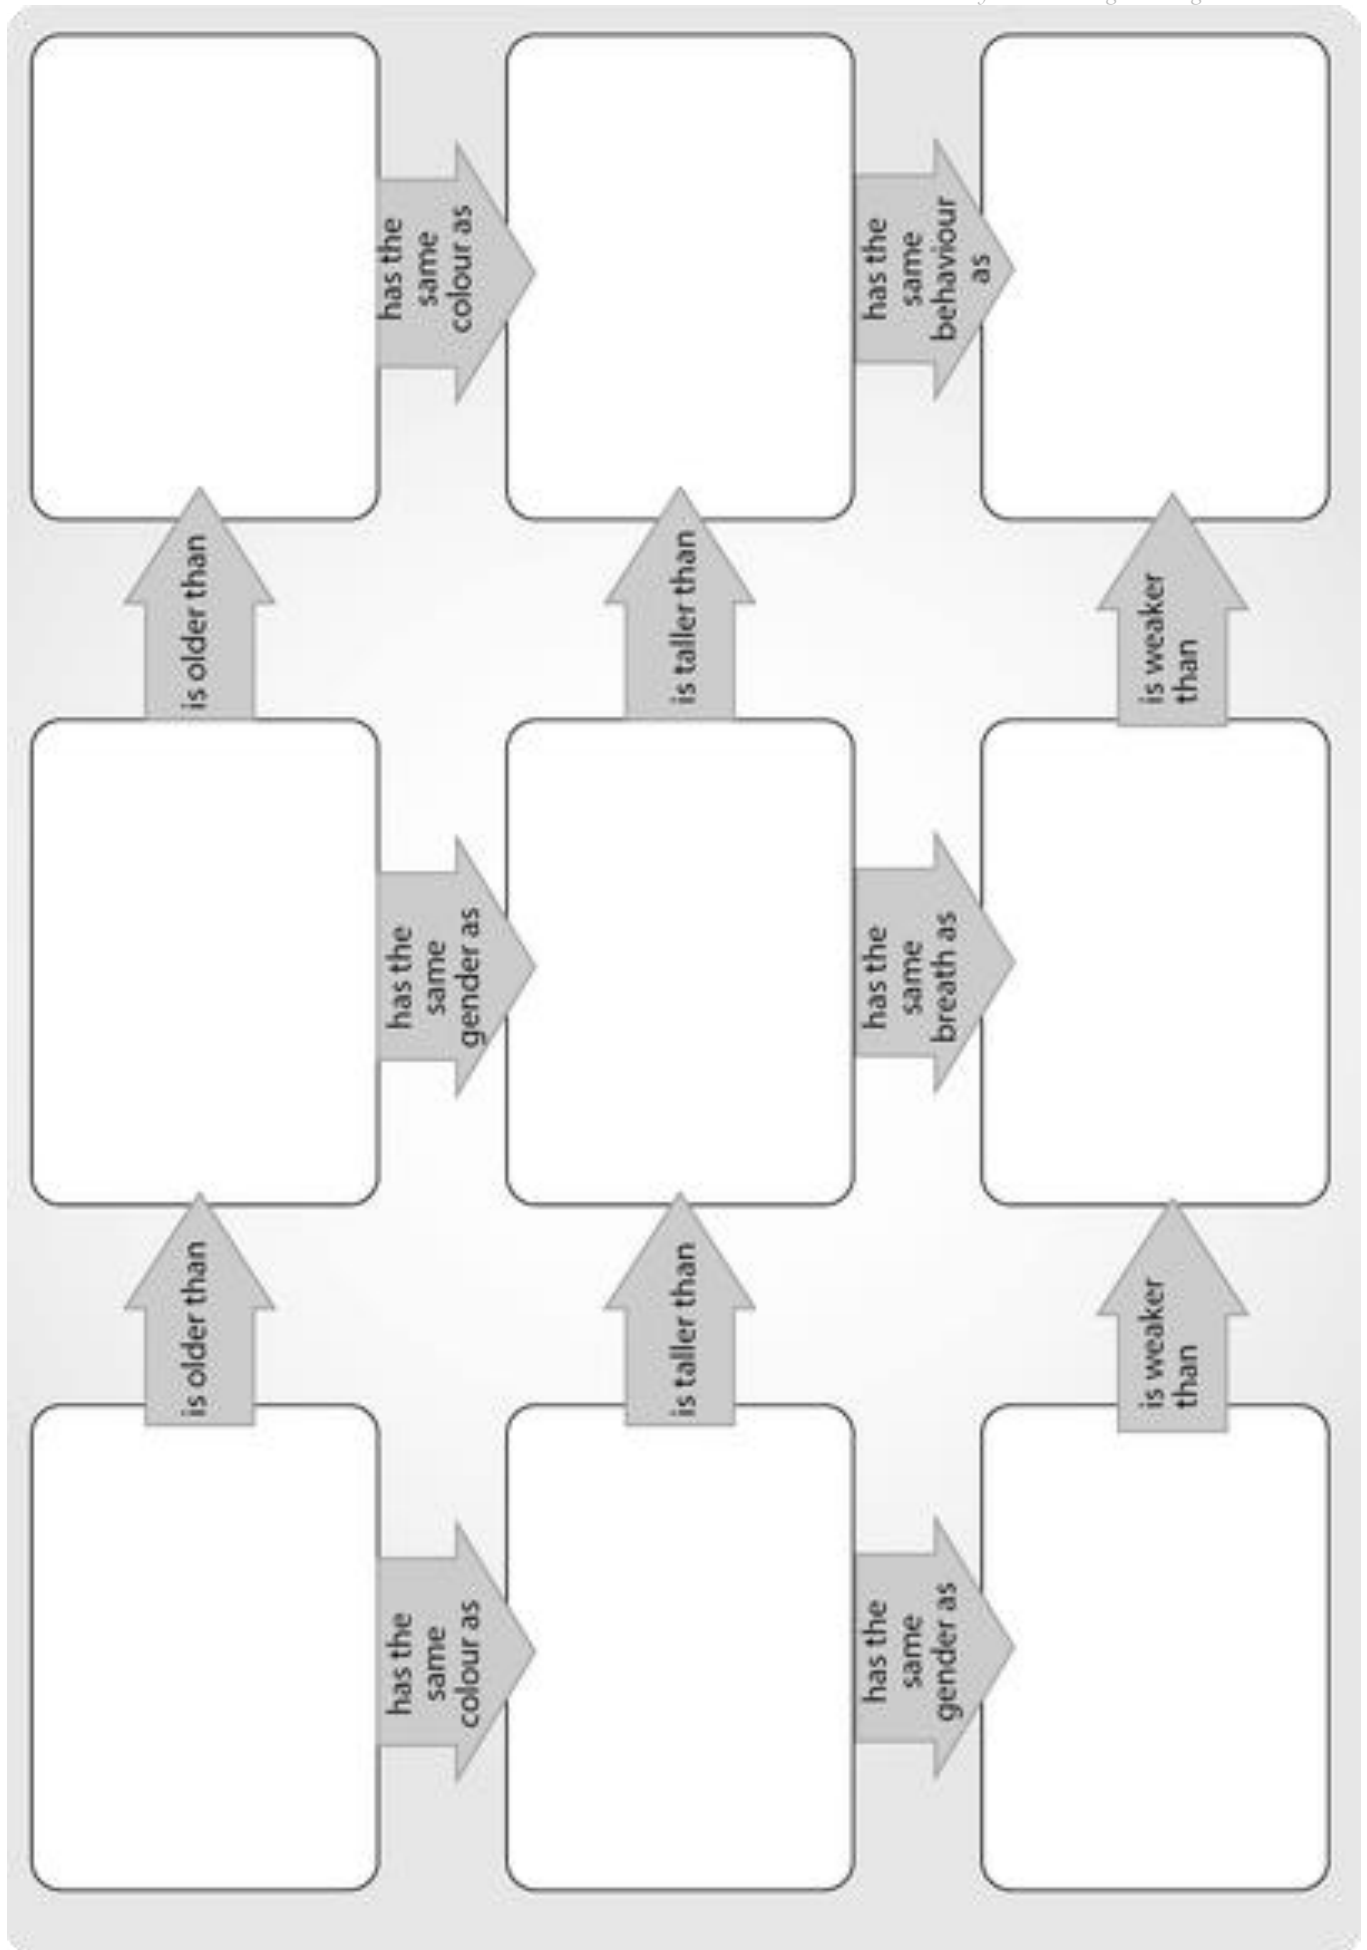 is older than
is older than
has the
same
colour as
has the
same
gender as
has the
same
colour as
is taller than
is taller than
has the
same
gender as
has the
same
breath as
has the
same
behaviour
as
is weaker
than
is weaker
than